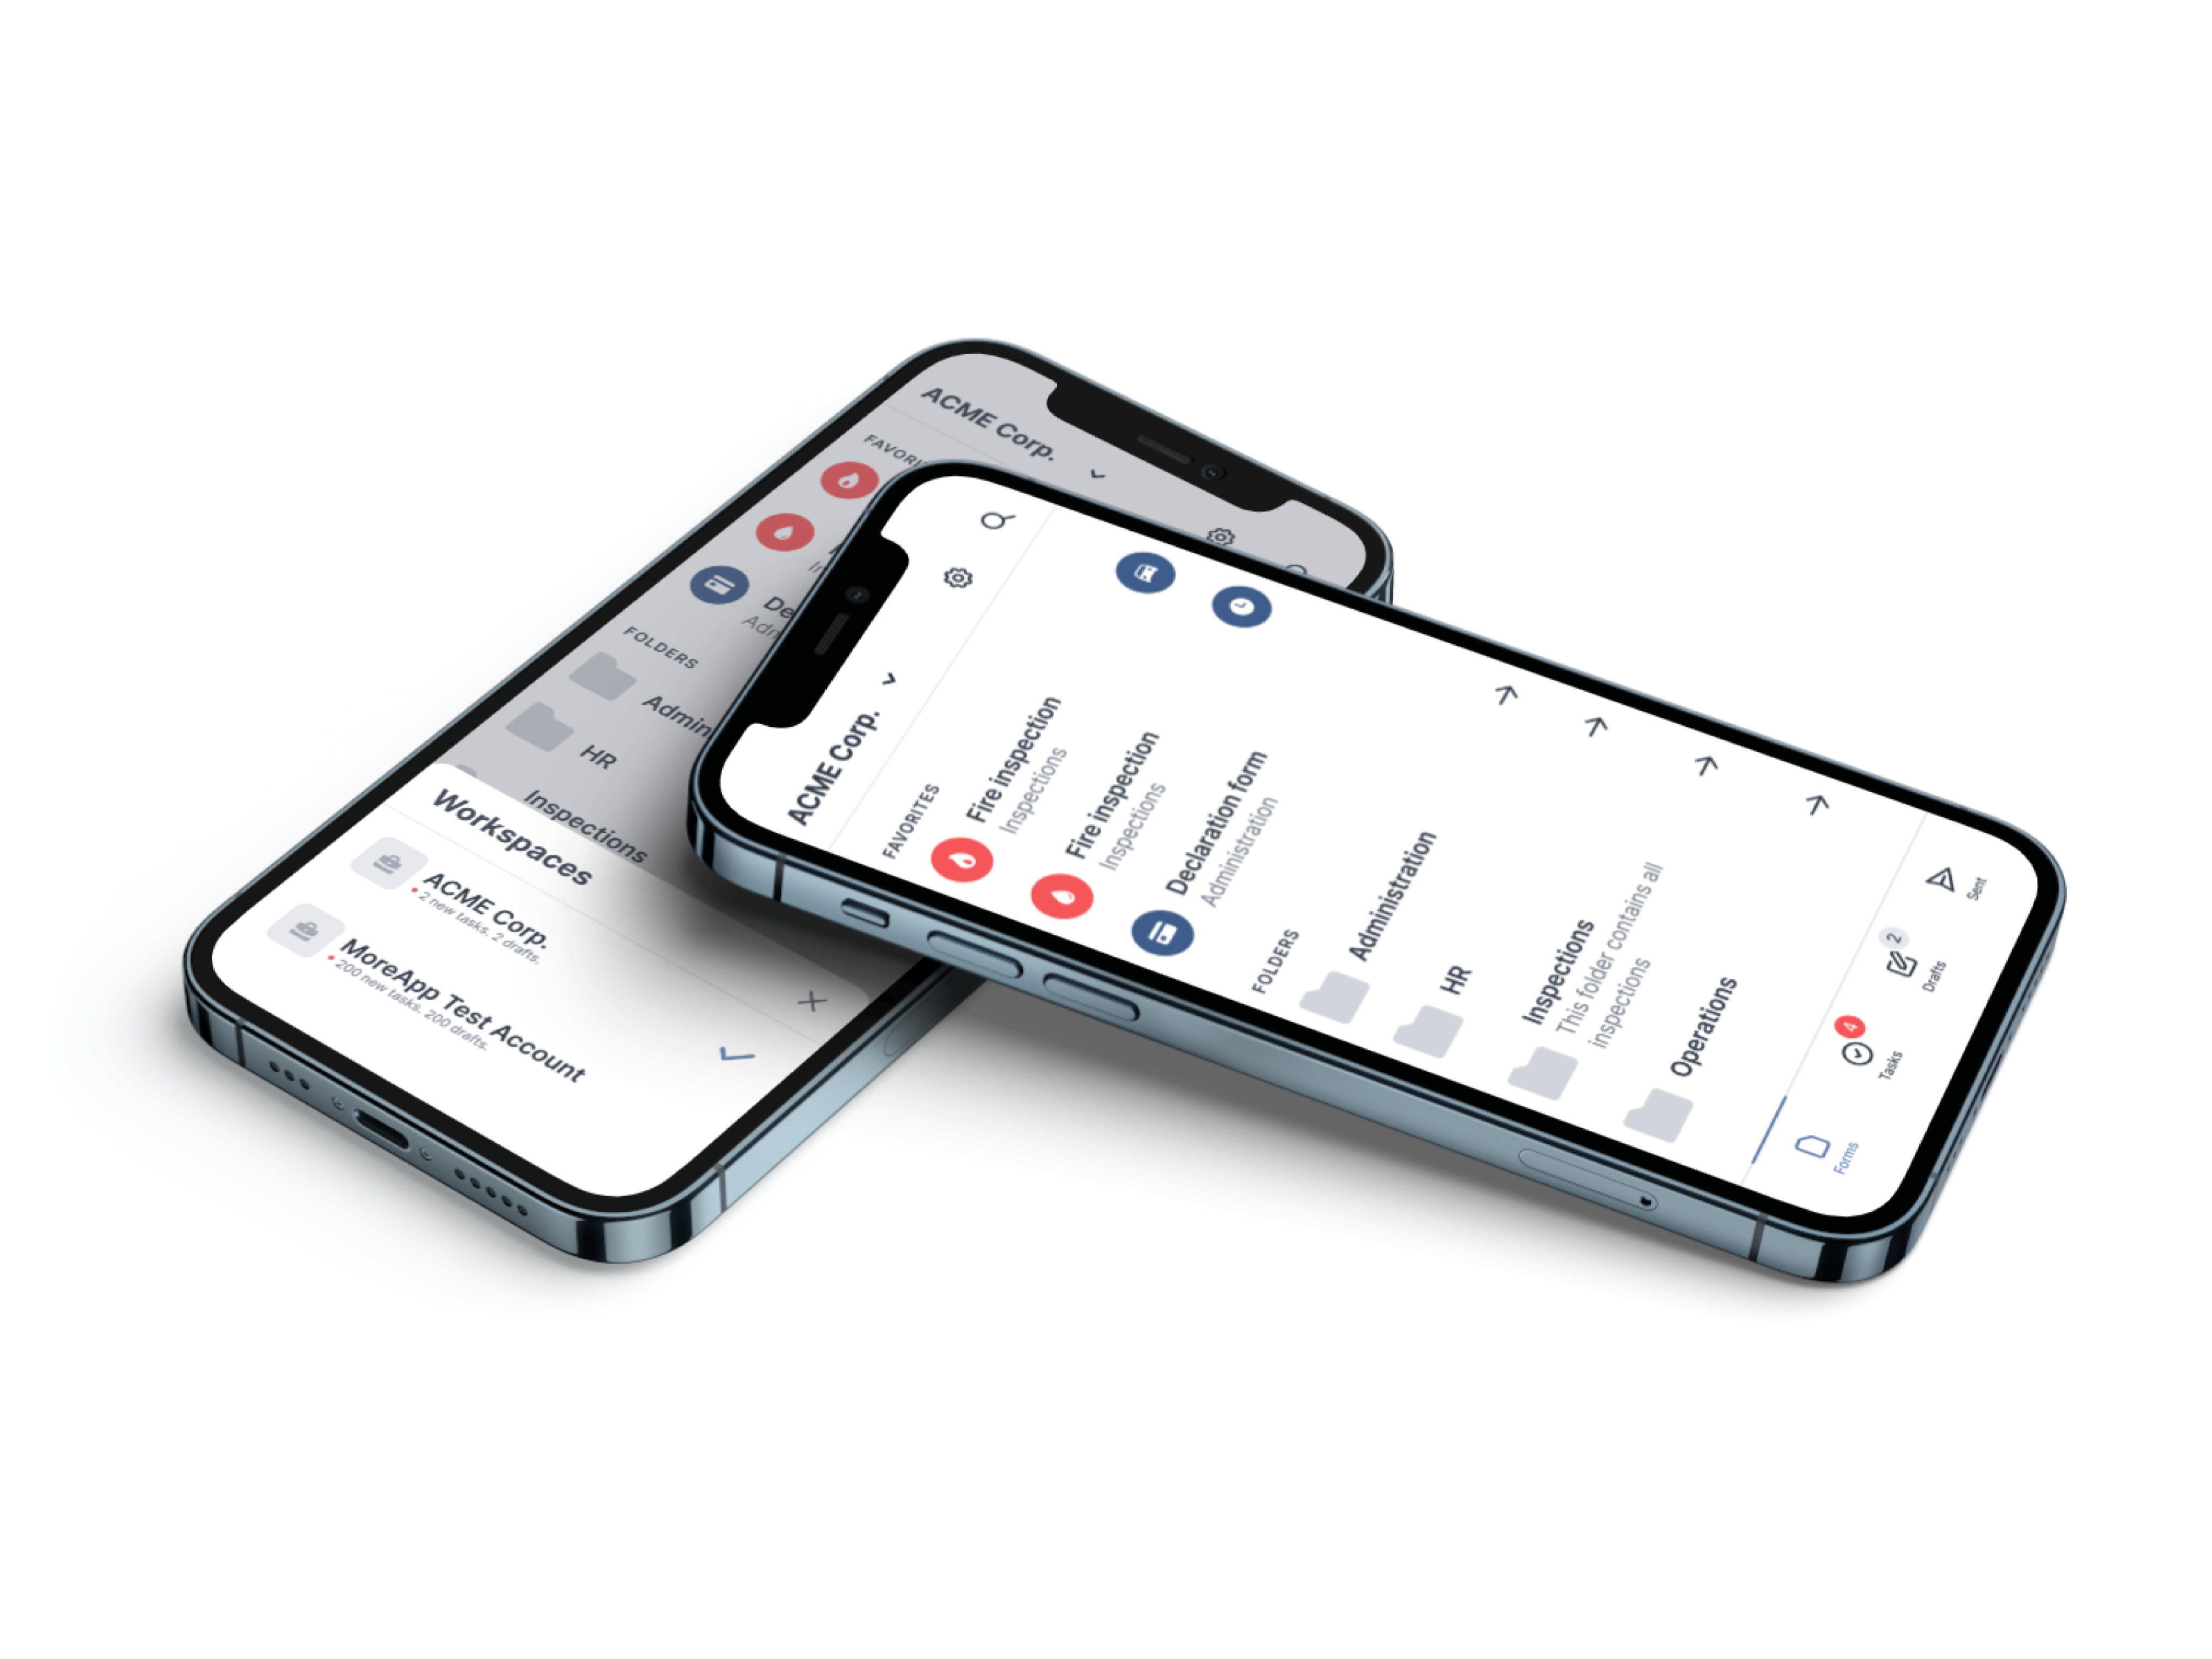 ACME Corp.
FAVORI
De
Adm
FOLDERS
Admin
HR
Inspections
Workspaces
ACME Corp.
2 new tasks. 2 drafts.
MoreApp Test Account
200 new tasks. 200 drafts.
ACME Corp.
FAVORITES
Fire inspection
Inspections
Fire inspection
Inspections
Declaration form
Administration
FOLDERS
Administration
HR
Inspections
This folder contains all
inspections
Operations
Forms
4
Tasks
2
Drafts
Sent